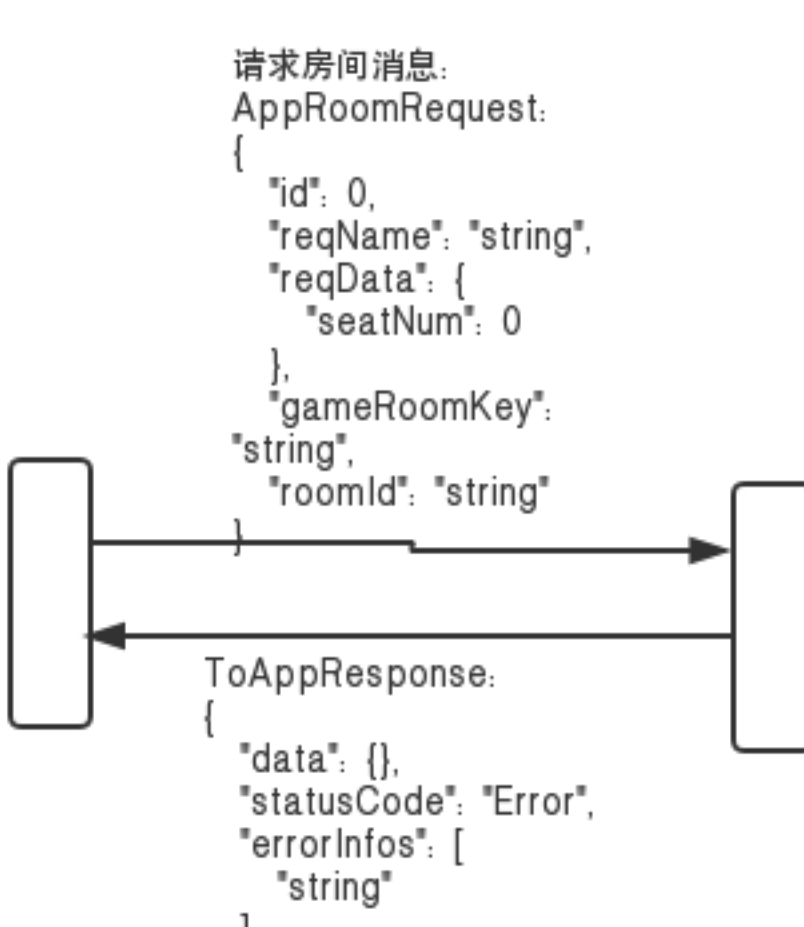 请求房间消息:
AppRoomRequest:
{
"id": 0,
"reqName": "string",
"reqData": {
"seatNum": 0
},
"gameRoomKey":
"string",
"roomId": "string"
}
ToAppResponse:
{
"data": {},
"statusCode": "Error",
"errorInfos": [
"string"
]